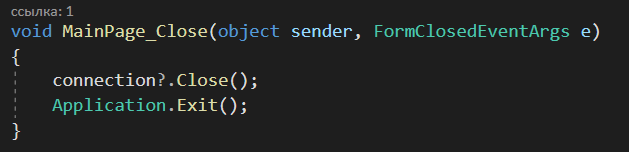 ссылка: 1
void MainPage_Close(object sender, FormClosedEventArgs e)
{
    connection?.Close();
    Application.Exit();
}